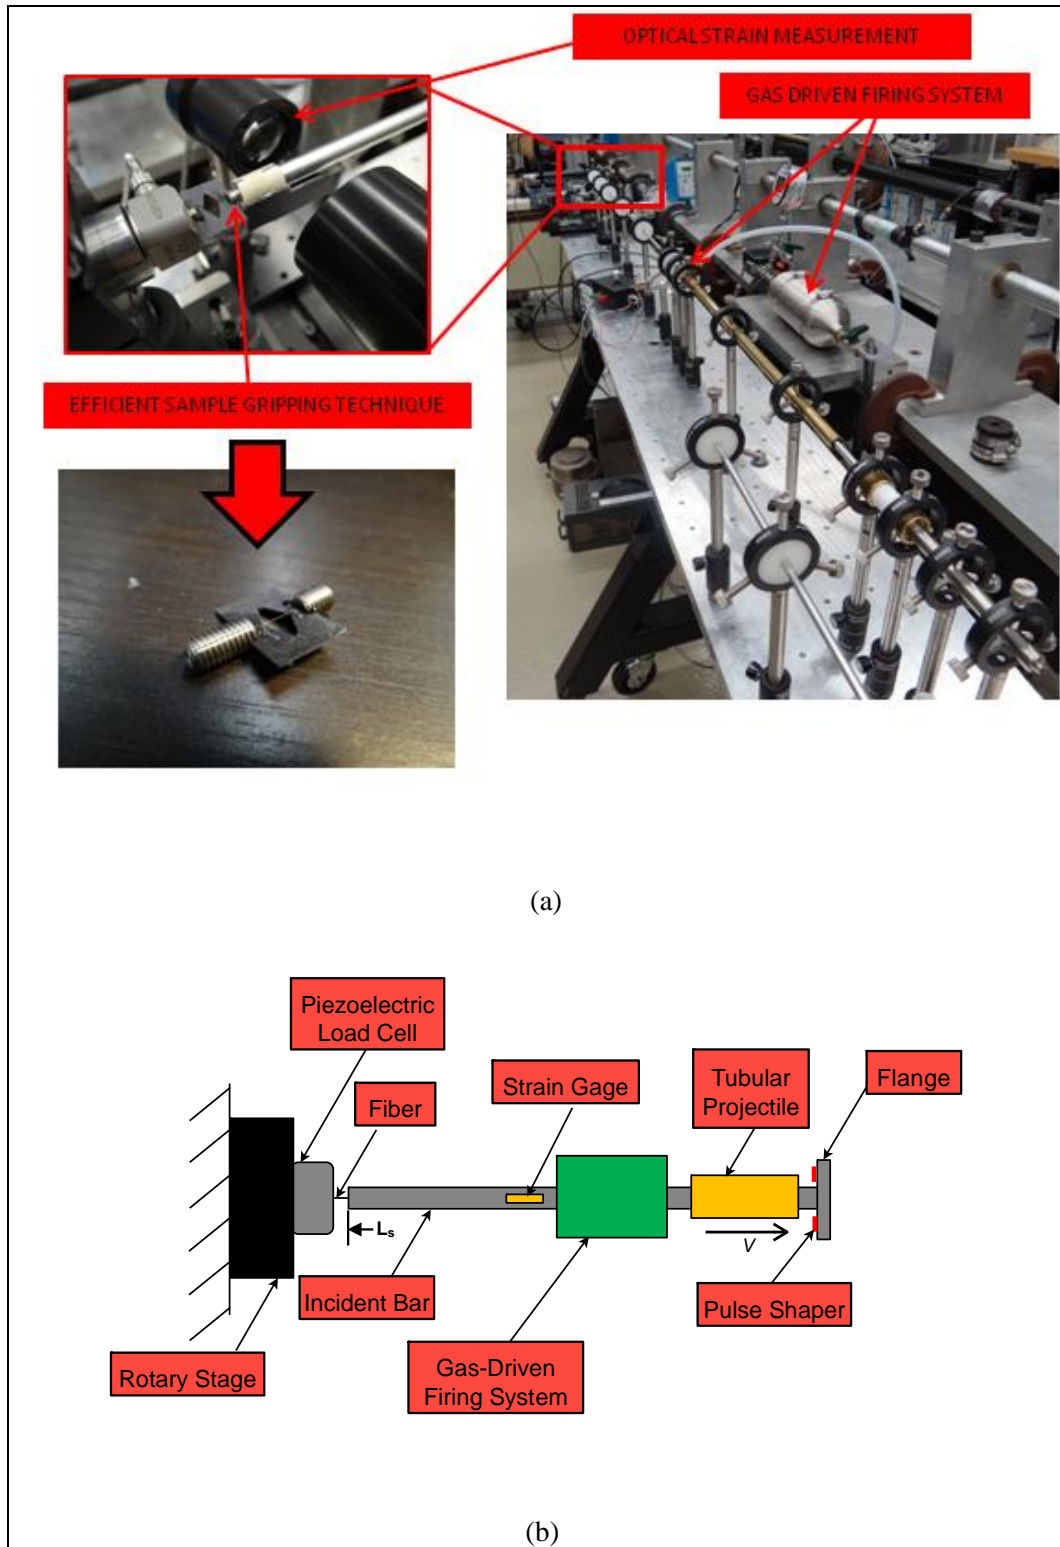 OPTICAL STRAIN MEASUREMENT
GAS DRIVEN FIRING SYSTEM
EFFICIENT SAMPLE GRIPPING TECHNIQUE
(a)
Piezoelectric
Load Cell
Fiber
Strain Gage
Tubular
Projectile
Flange
Ls
V
Incident Bar
Pulse Shaper
Rotary Stage
Gas-Driven
Firing System
(b)